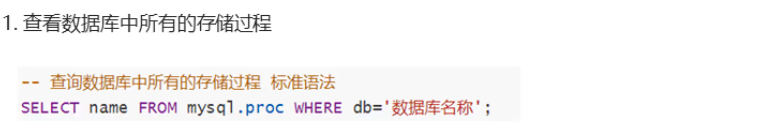 1. 查看数据库中所有的存储过程
-- 查询数据库中所有的存储过程 标准语法
SELECT name FROM mysql.proc WHERE db='数据库名称';